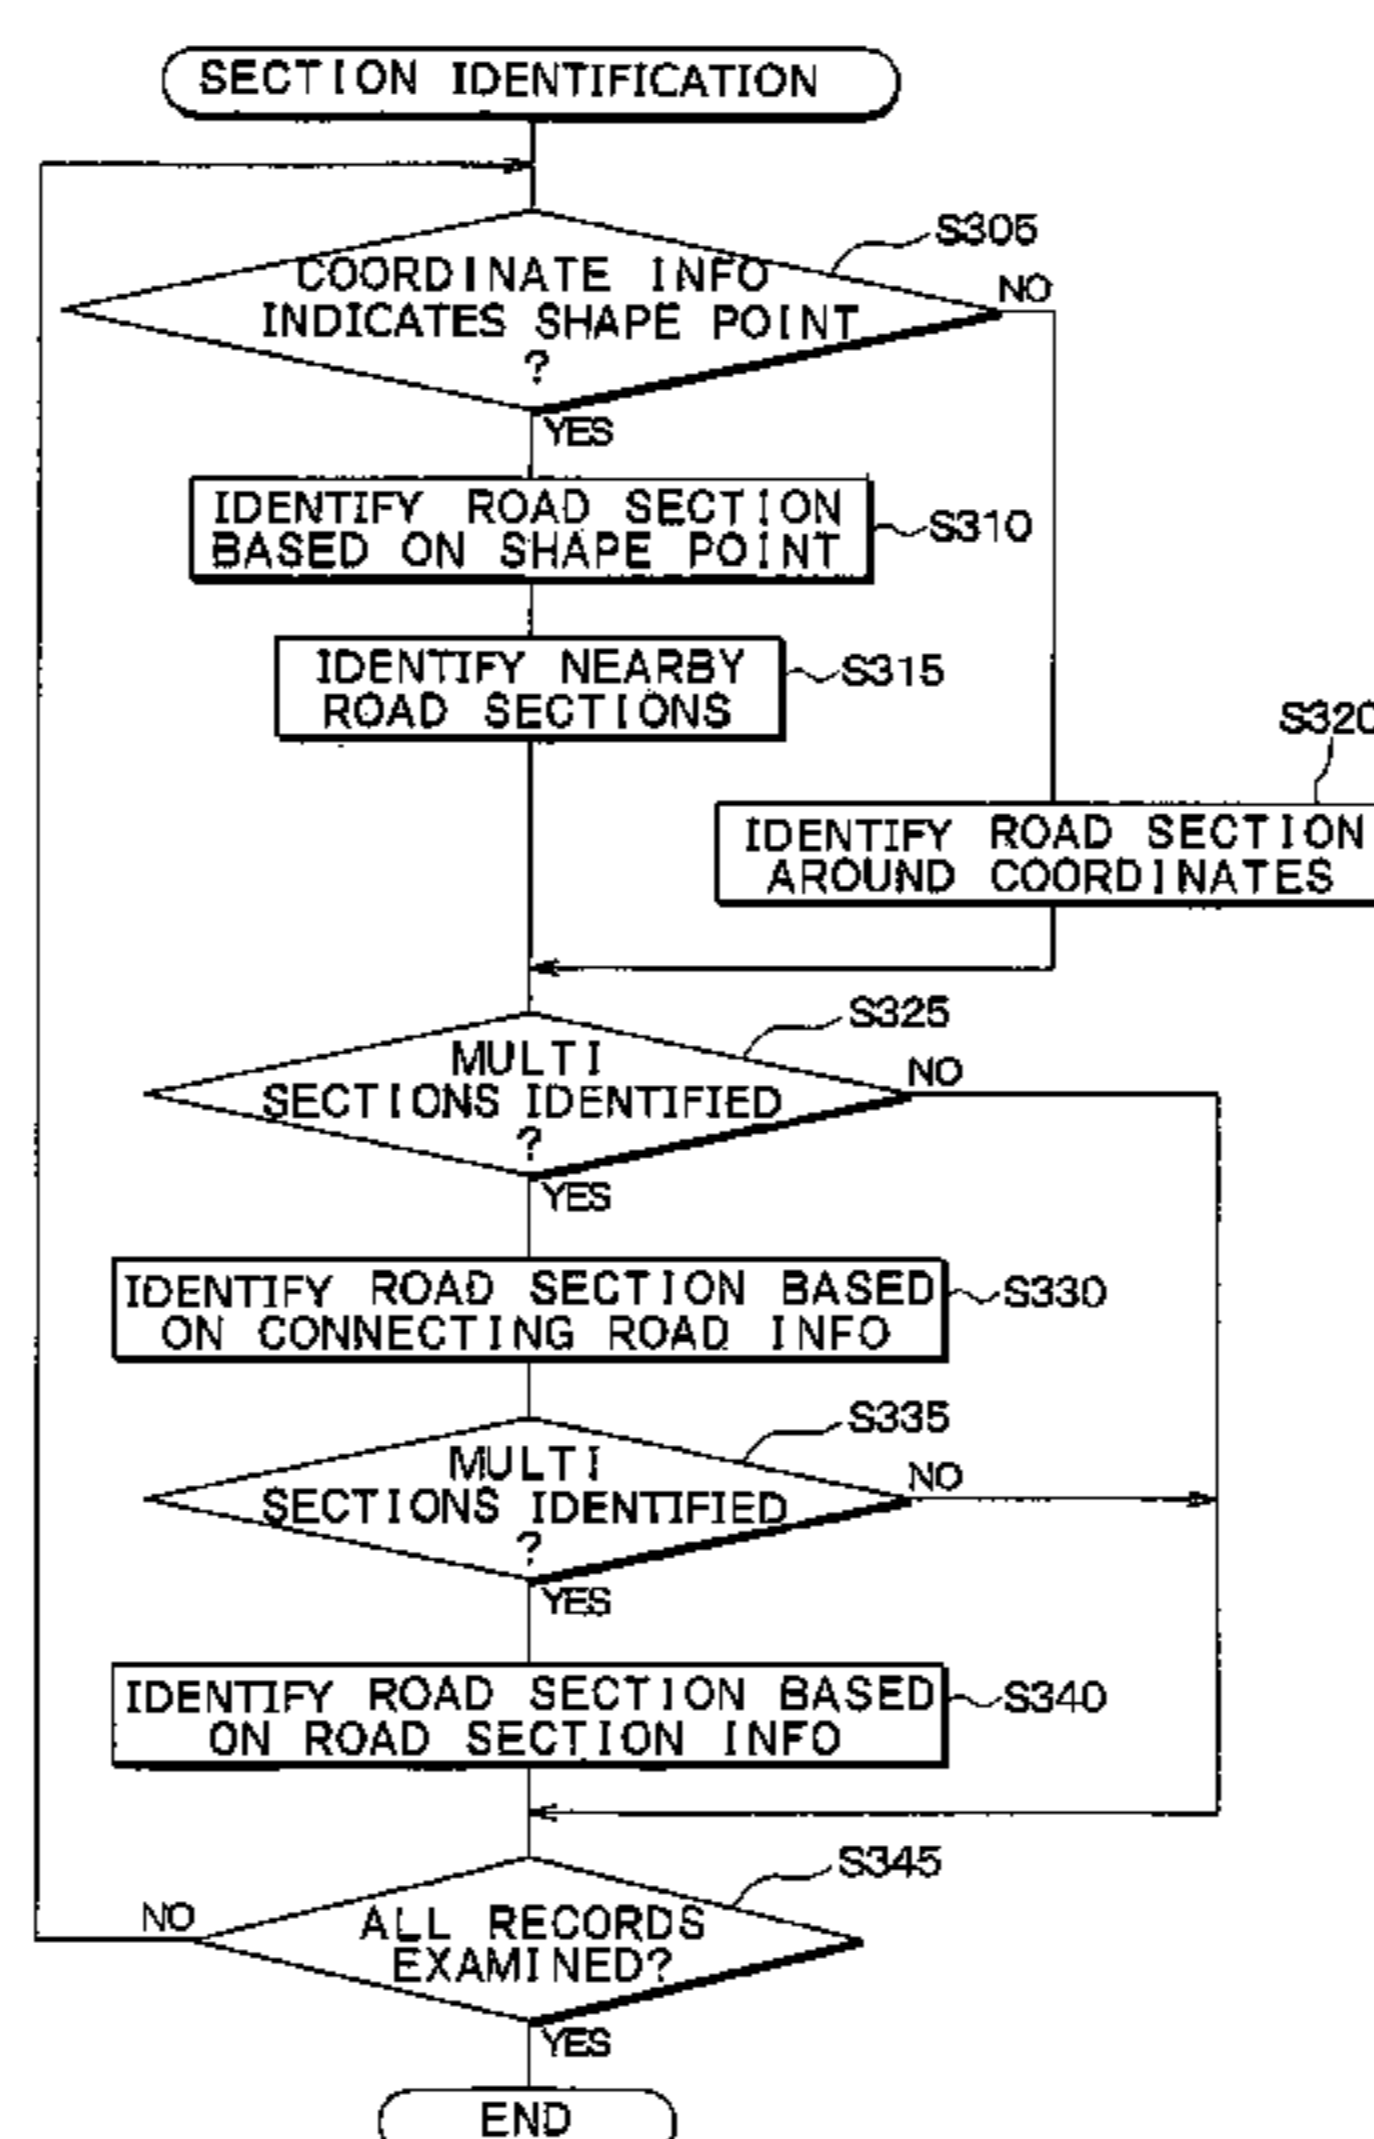 SECTION IDENTIFICATION
S305
COORDINATE INFO
INDICATES SHAPE POINT
?
NO
YES
IDENTIFY ROAD SECTION
BASED ON SHAPE POINT
S310
IDENTIFY NEARBY
ROAD SECTIONS
S315
S320
IDENTIFY ROAD SECTION
AROUND COORDINATES
S325
MULTI
SECTIONS IDENTIFIED
?
NO
YES
IDENTIFY ROAD SECTION BASED
ON CONNECTING ROAD INFO
S330
S335
MULTI
SECTIONS IDENTIFIED
?
NO
YES
IDENTIFY ROAD SECTION BASED
ON ROAD SECTION INFO
S340
S345
NO
ALL RECORDS
EXAMINED?
YES
END